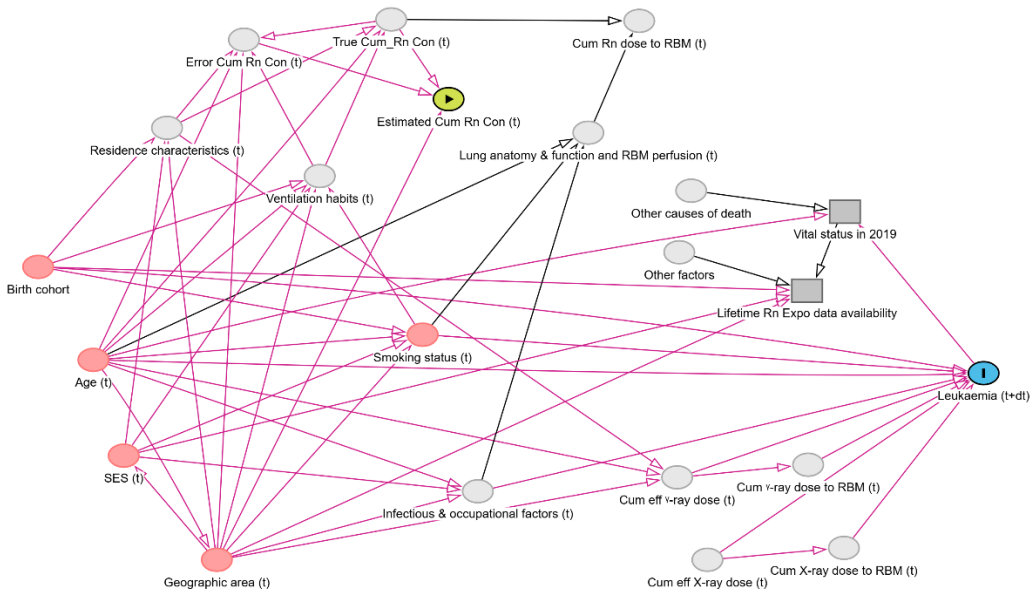 True Cum_Rn Con (t)
Cum Rn dose to RBM (t)
Error Cum Rn Con (t)
Estimated Cum Rn Con (t)
Residence characteristics (t)
Lung anatomy & function and RBM perfusion (t)
Ventilation habits (t)
Other causes of death
Vital status in 2019
Other factors
Birth cohort
Lifetime Rn Expo data availability
Smoking status (t)
Age (t)
Leukaemia (t+dt)
SES (t)
Cum γ-ray dose to RBM (t)
Cum eff γ-ray dose (t)
Infectious & occupational factors (t)
Cum X-ray dose to RBM (t)
Geographic area (t)
Cum eff X-ray dose (t)